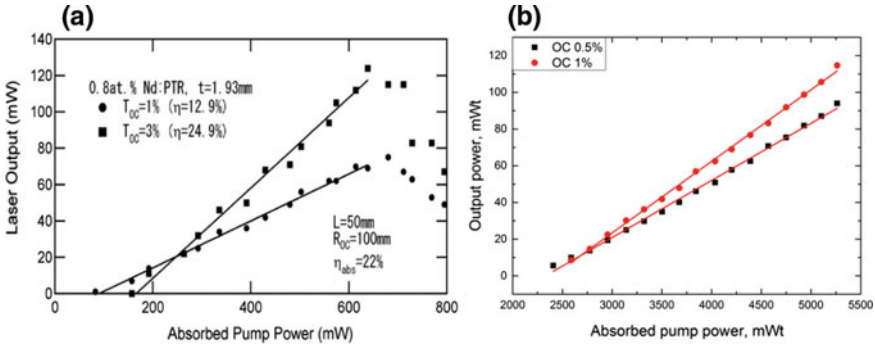 (a)
140
120
100
80
60
40
20
0
Laser Output (mW)
0.8at.% Nd:PTR, t=1.93mm
● T_OC=1% (η=12.9%)
■ T_OC=3% (η=24.9%)
L=50mm
R_OC=100mm
η_abs=22%
0 200 400 600 800
Absorbed Pump Power (mW)
(b)
120
100
80
60
40
20
0
Output power, mWt
OC 0.5%
OC 1%
2000 2500 3000 3500 4000 4500 5000 5500
Absorbed pump power, mWt